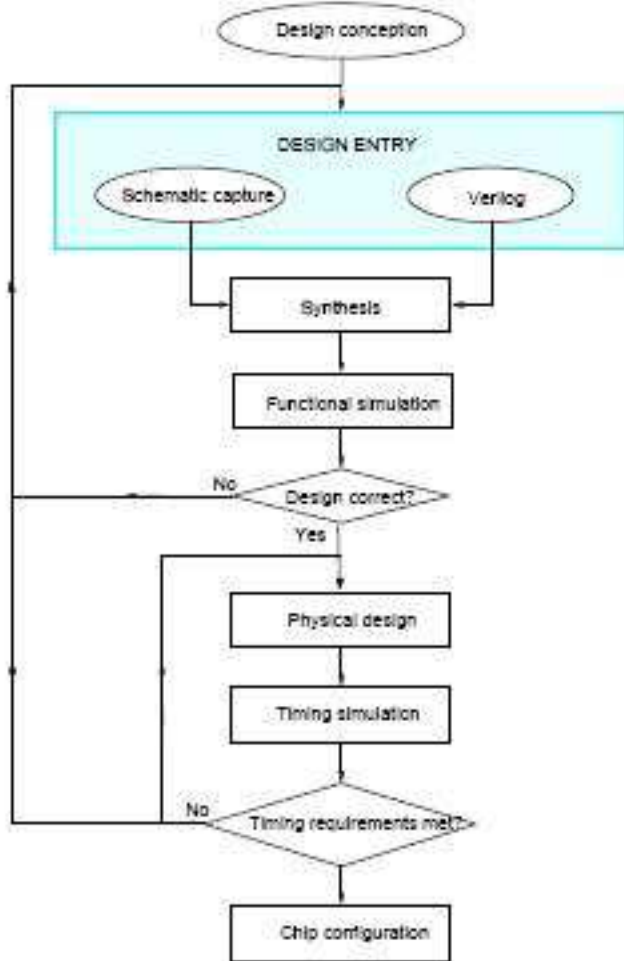 Design conception
DESIGN ENTRY
Schematic capture
Verilog
Synthesis
Functional simulation
No
Design correct?
Yes
Physical design
Timing simulation
No
Timing requirements met?
Chip configuration